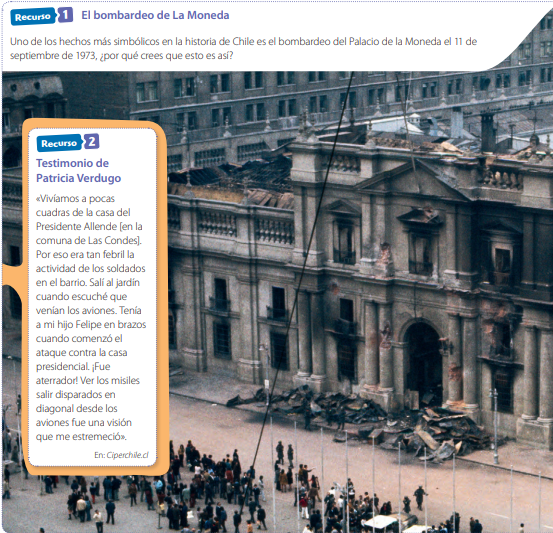 Recurso 1 El bombardeo de La Moneda
Uno de los hechos más simbólicos en la historia de Chile es el bombardeo del Palacio de la Moneda el 11 de
septiembre de 1973, ¿por qué crees que esto es así?
Recurso 2
Testimonio de
Patricia Verdugo
«Vivíamos a pocas
cuadras de la casa del
Presidente Allende [en la
comuna de Las Condes].
Por eso era tan febril la
actividad de los soldados
en el barrio. Salí al jardín
cuando escuché que
venían los aviones. Tenía
a mi hijo Felipe en brazos
cuando comenzó el
ataque contra la casa
presidencial. ¡Fue
aterrador! Ver los misiles
salir disparados en
diagonal desde los
aviones fue una visión
que me estremeció».
En: Ciperchile.cl